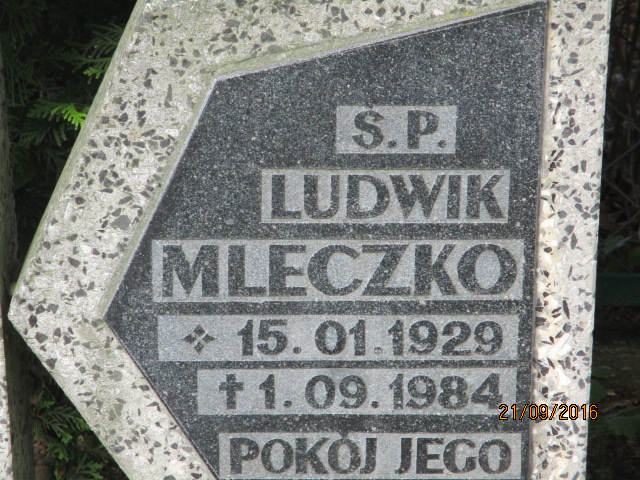 Ś.P.
LUDWIK
MLECZKO
15.01.1929
† 1.09.1984
POKÓJ JEGO
21/09/2016